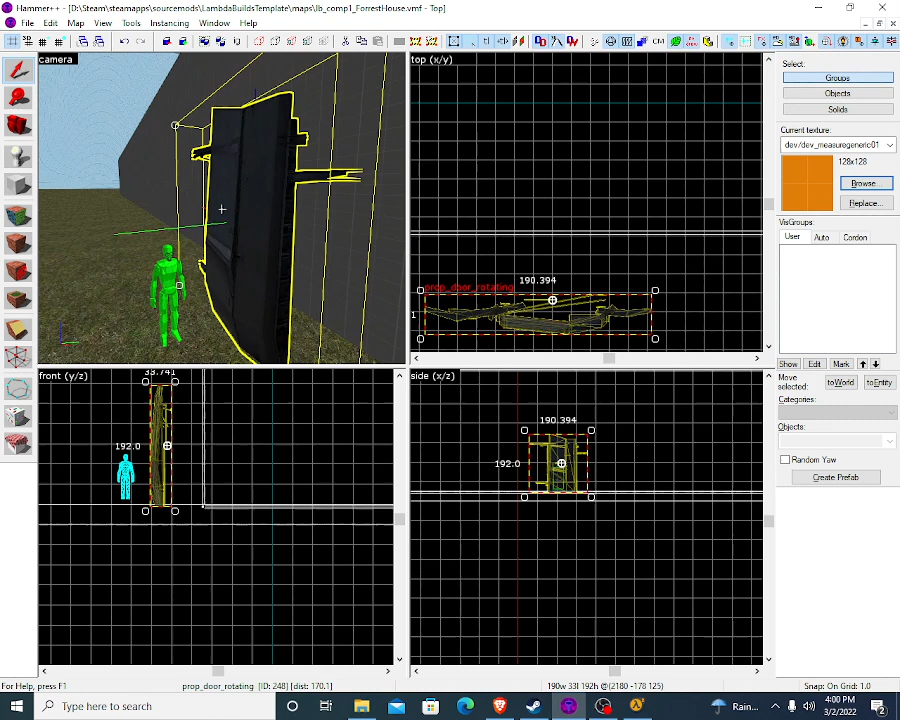 Hammer++ - [D:\Steam\steamapps\sourcemods\LambdaBuildsTemplate\maps\lb_comp1_ForrestHouse.vmf - Top]
File Edit Map View Tools Instancing Window Help
CM
camera
top (x/y)
190.394
prop_door_rotating
1
front (y/z)
33.741
192.0
side (x/z)
190.394
192.0
Select:
Groups
Objects
Solids
Current texture:
dev/dev_measuregeneric01
128x128
Browse...
Replace...
VisGroups:
User Auto Cordon
Show Edit Mark
Move selected:
toWorld toEntity
Categories:
Objects:
Random Yaw
Create Prefab
For Help, press F1 prop_door_rotating [ID: 248] [dist: 170.1] 190w 33l 192h @(2180 -178 125) Snap: On Grid: 1.0
Type here to search
Rain...
4:00 PM
3/2/2022
2